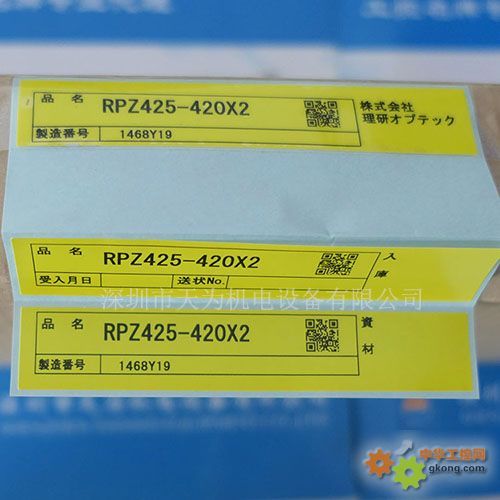 品 名 RPZ425-420X2
株式会社
理研オプテック
製造番号 1468Y19
品 名 RPZ425-420X2
入庫
受入月日 送状No.
深圳市天为机电设备有限公司
品 名 RPZ425-420X2
資材
製造番号 1468Y19
中华工控网
gkong.com